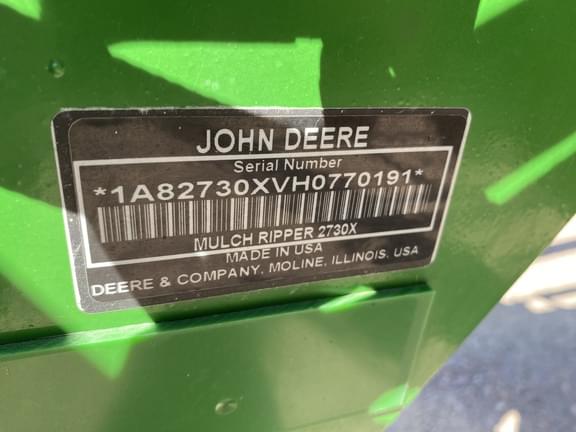 JOHN DEERE
Serial Number
*1A82730XVH0770191*
MULCH RIPPER 2730X
MADE IN USA
DEERE & COMPANY, MOLINE, ILLINOIS, USA